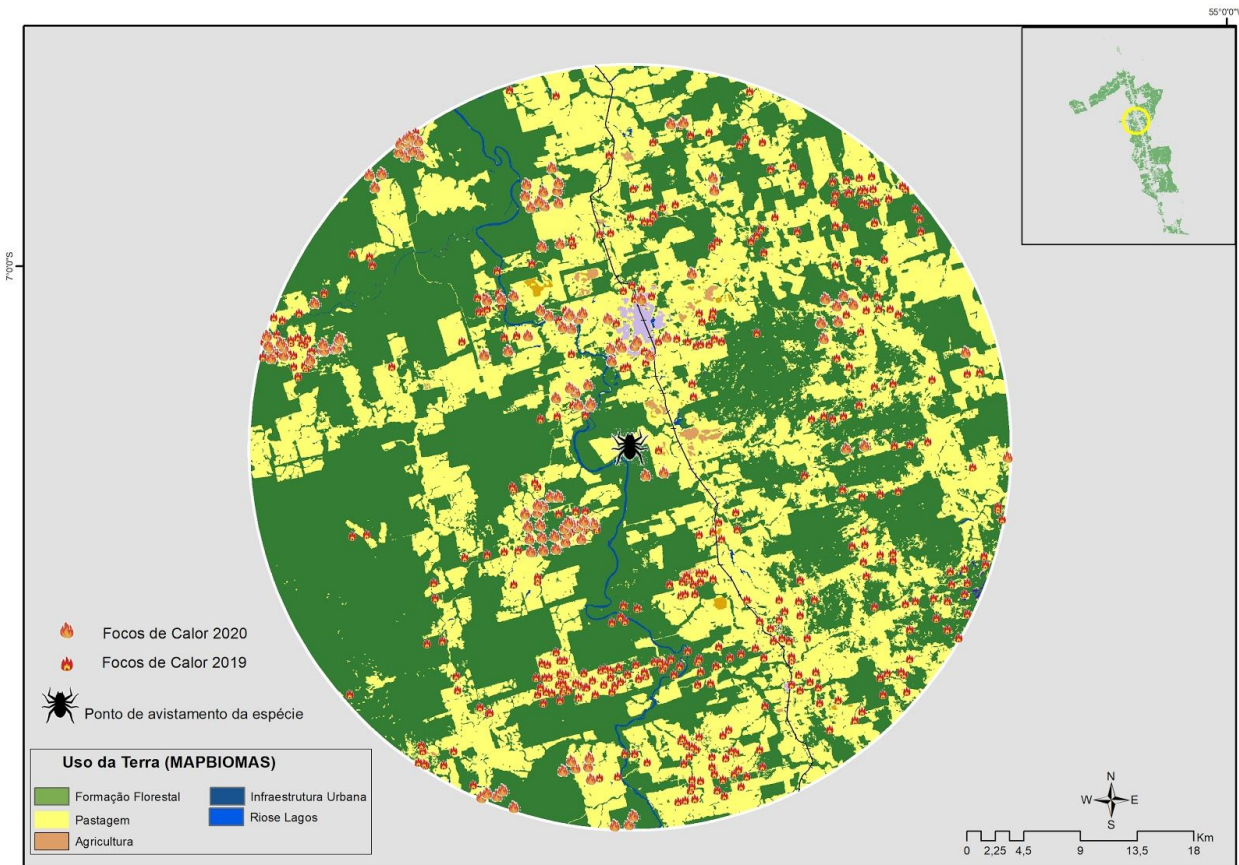 55°0'0"W
7°0'0"S
Focos de Calor 2020
Focos de Calor 2019
Ponto de avistamento da espécie
Uso da Terra (MAPBIOMAS)
Formação Florestal
Infraestrutura Urbana
Pastagem
Riose Lagos
Agricultura
N
W E
S
Km
0 2,25 4,5 9 13,5 18